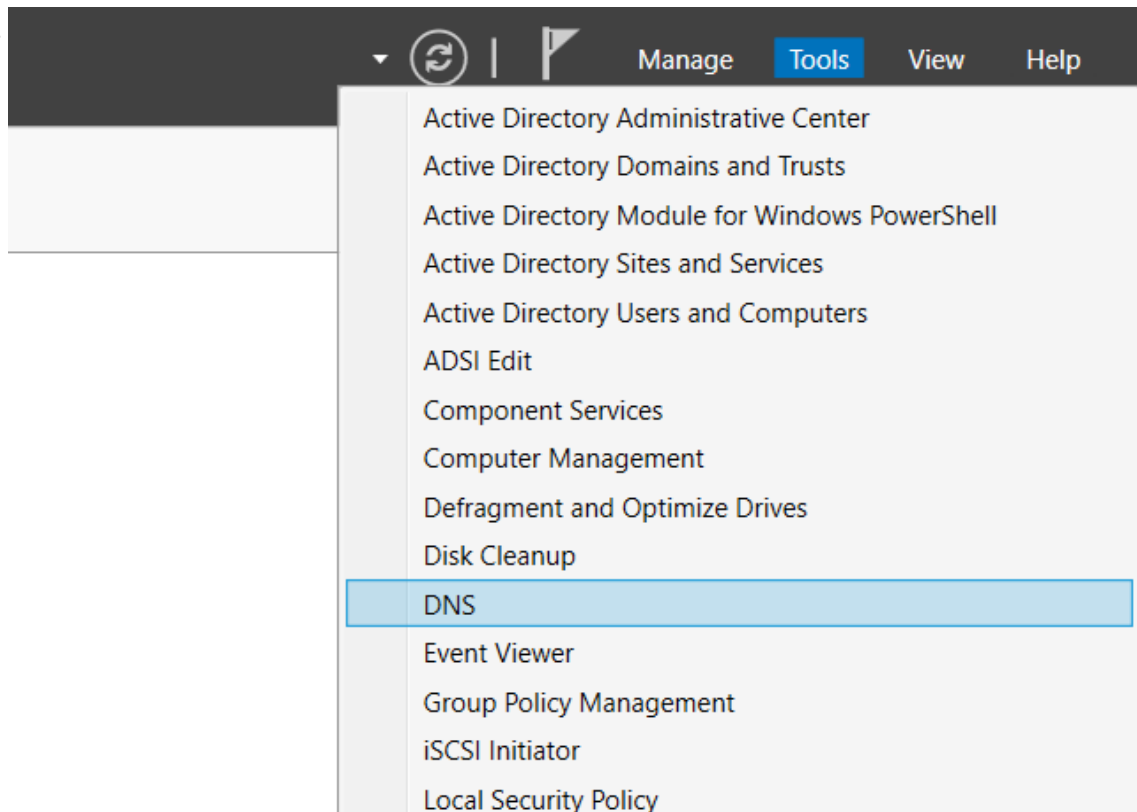 Manage Tools View Help
Active Directory Administrative Center
Active Directory Domains and Trusts
Active Directory Module for Windows PowerShell
Active Directory Sites and Services
Active Directory Users and Computers
ADSI Edit
Component Services
Computer Management
Defragment and Optimize Drives
Disk Cleanup
DNS
Event Viewer
Group Policy Management
iSCSI Initiator
Local Security Policy